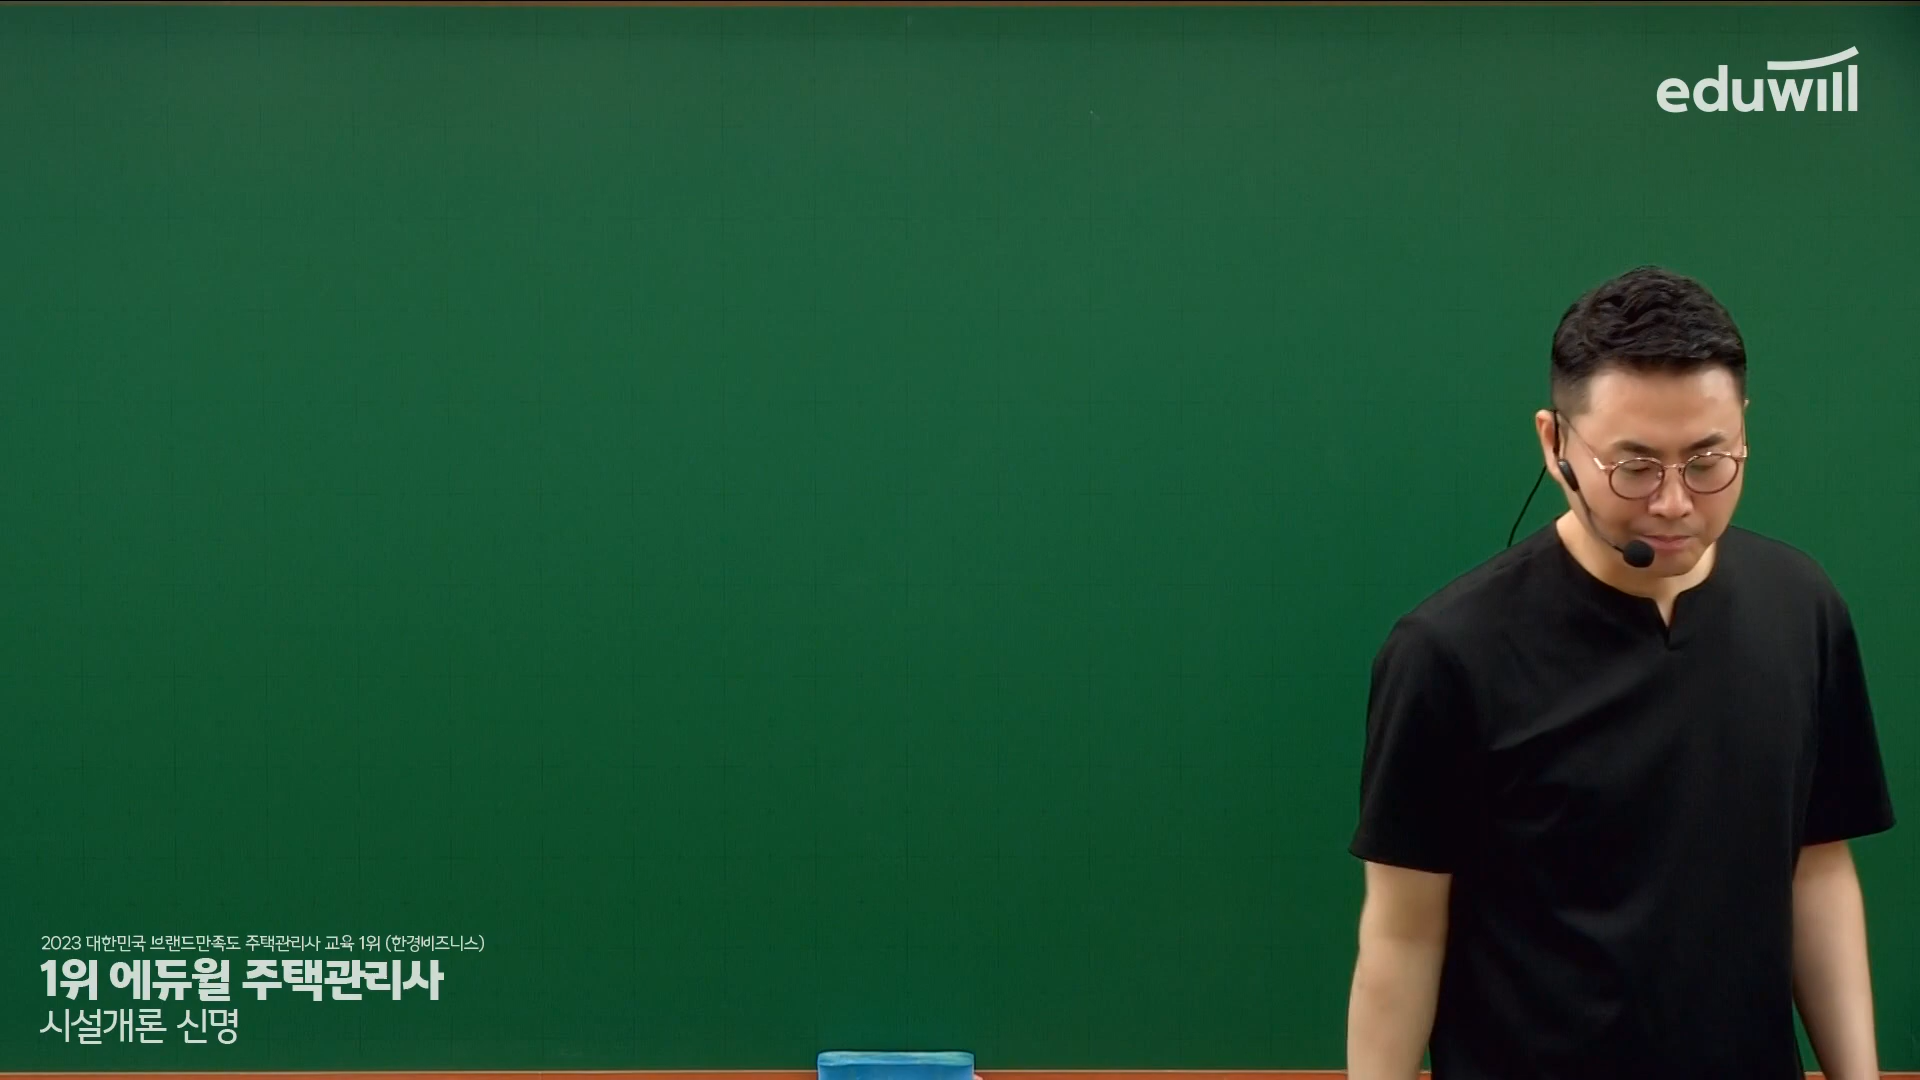 eduwill
2023 대한민국 브랜드만족도 주택관리사 교육 1위 (한경비즈니스)
1위 에듀윌 주택관리사
시설개론 신명